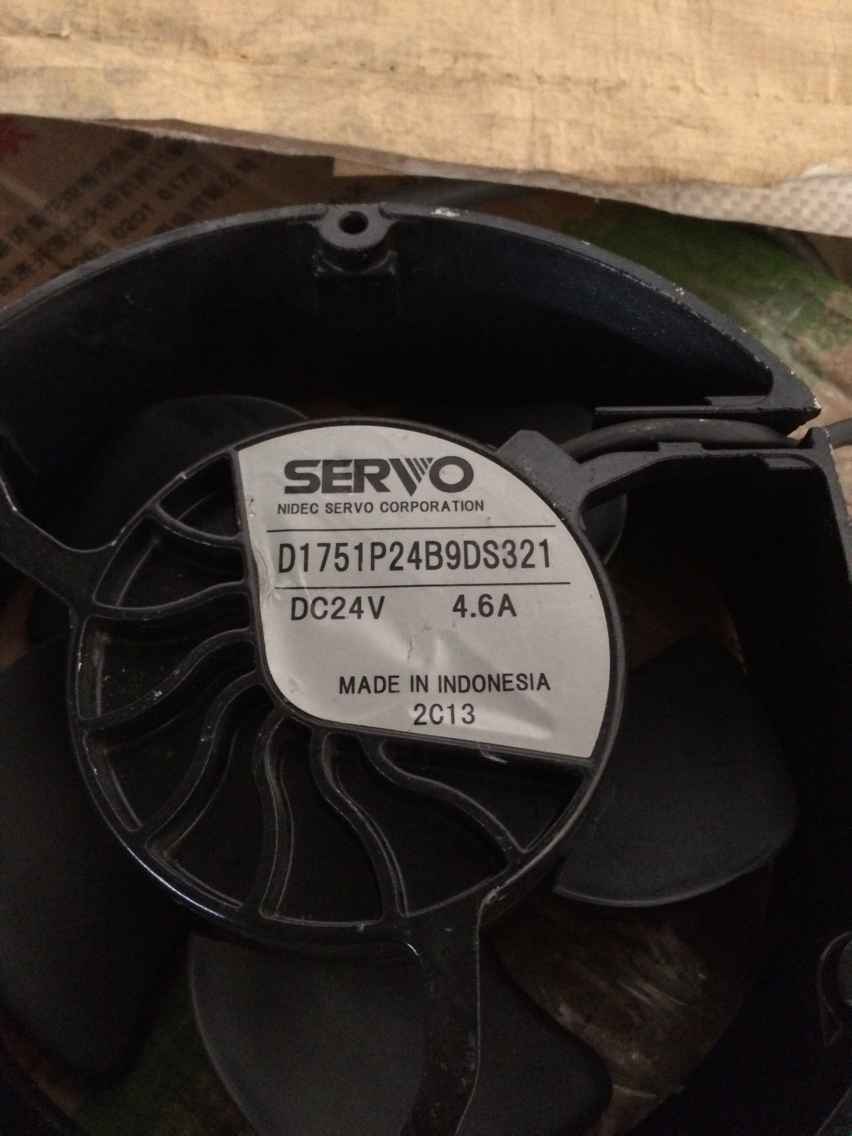 SERVO
NIDEC SERVO CORPORATION
D1751P24B9DS321
DC24V 4.6A
MADE IN INDONESIA
2C13